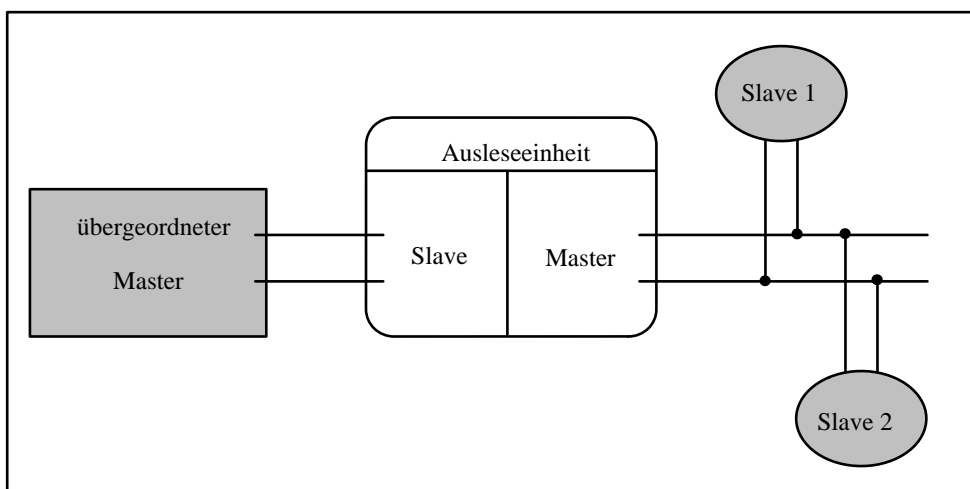 Slave 1
Ausleseeinheit
übergeordneter
Master
Slave
Master
Slave 2